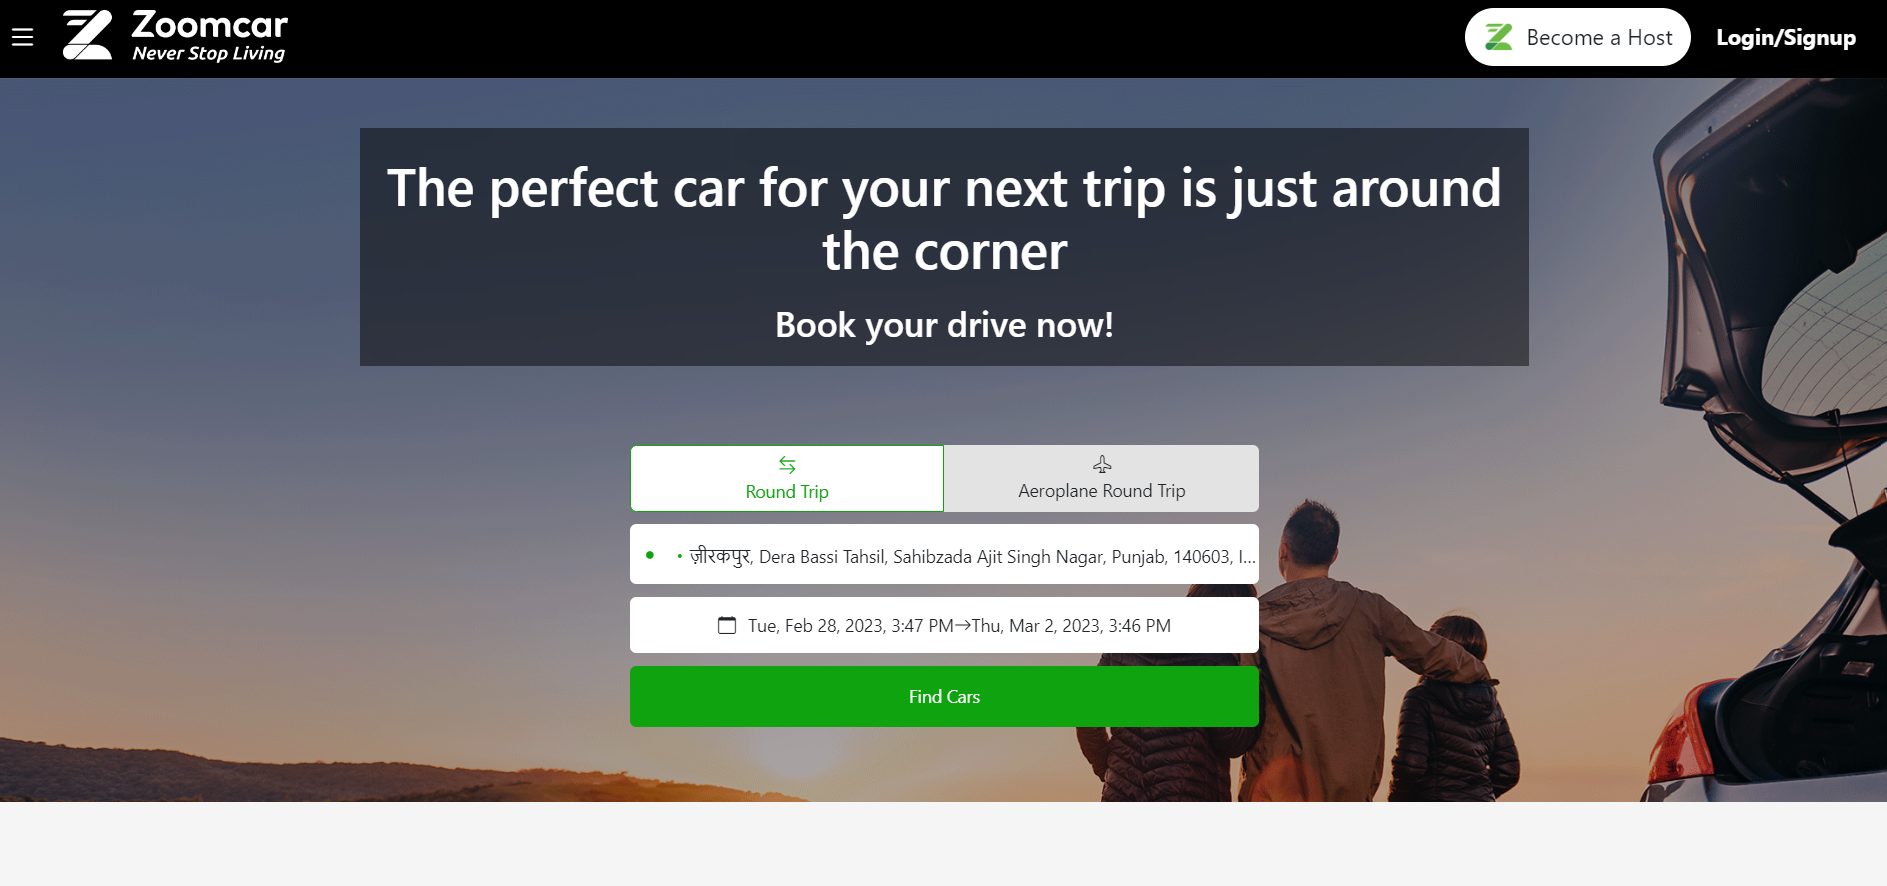 Zoomcar
Never Stop Living
Become a Host
Login/Signup
The perfect car for your next trip is just around
the corner
Book your drive now!
Round Trip
Aeroplane Round Trip
• • ज़ीरकपुर, Dera Bassi Tahsil, Sahibzada Ajit Singh Nagar, Punjab, 140603, I...
Tue, Feb 28, 2023, 3:47 PM→Thu, Mar 2, 2023, 3:46 PM
Find Cars